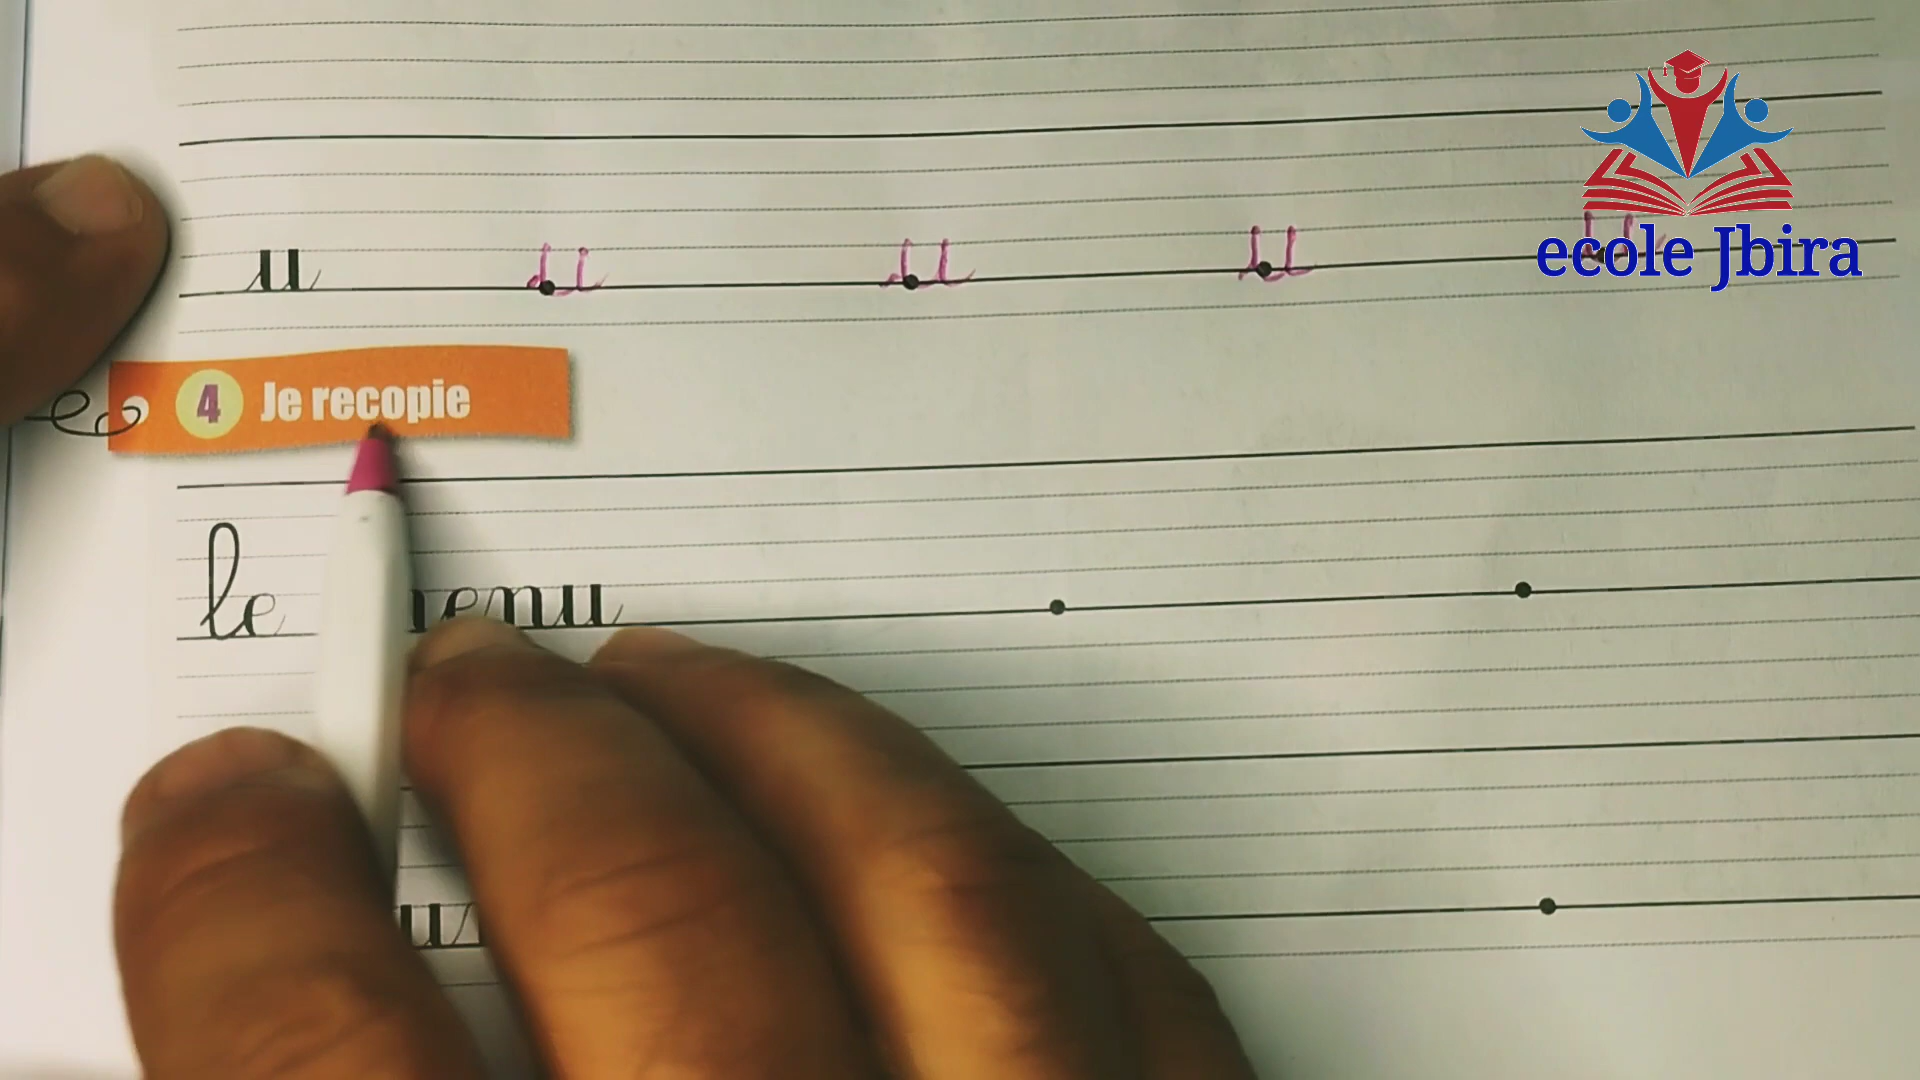 ecole Jbira
u u u u
4 Je recopie
le menu